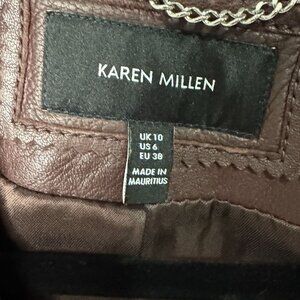 KAREN MILLEN
UK 10
US 6
EU 38
MADE IN
MAURITIUS